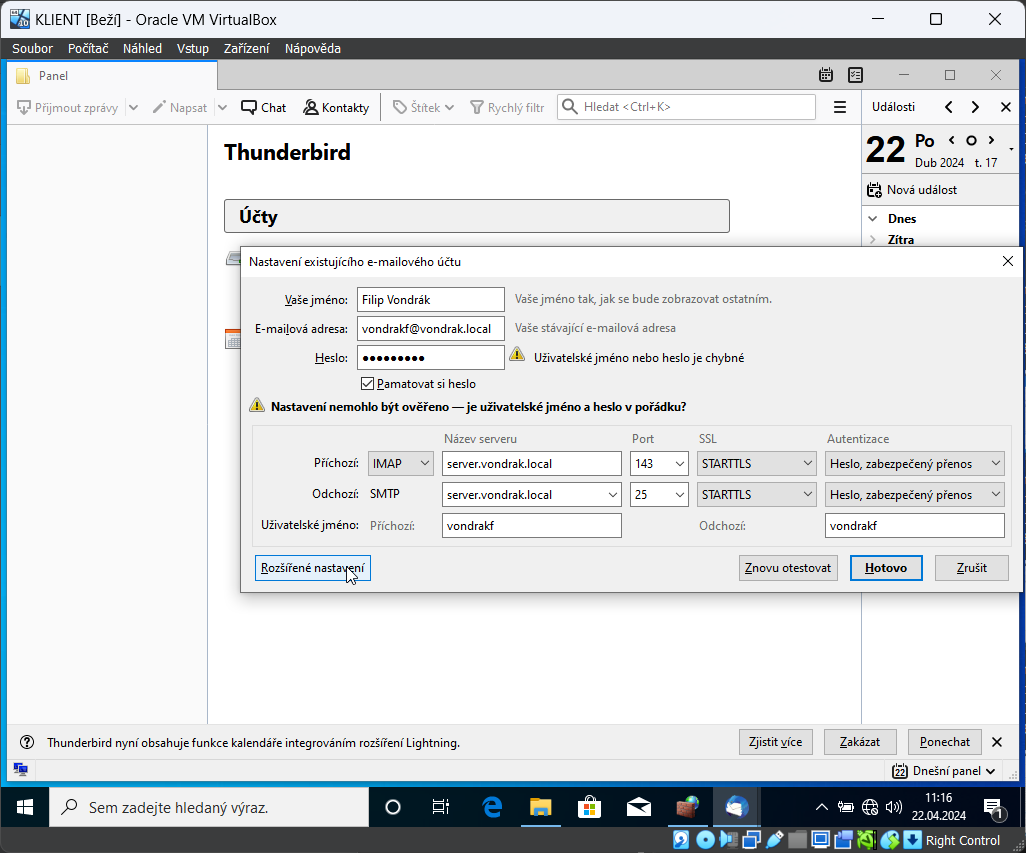 KLIENT [Beží] - Oracle VM VirtualBox
Soubor Počítač Náhled Vstup Zařízení Nápověda
Panel
Přijmout zprávy Napsat Chat Kontakty Štítek Rychlý filtr Hledat <Ctrl+K> Události
22 Po
Dub 2024 t. 17
Thunderbird
Nová událost
Účty
Dnes
Zítra
Nastavení existujícího e-mailového účtu
Vaše jméno: Filip Vondrák Vaše jméno tak, jak se bude zobrazovat ostatním.
E-mailová adresa: vondrakf@vondrak.local Vaše stávající e-mailová adresa
Heslo: ●●●●●●●●● Uživatelské jméno nebo heslo je chybné
Pamatovat si heslo
Nastavení nemohlo být ověřeno — je uživatelské jméno a heslo v pořádku?
Název serveru Port SSL Autentizace
Příchozí: IMAP server.vondrak.local 143 STARTTLS Heslo, zabezpečený přenos
Odchozí: SMTP server.vondrak.local 25 STARTTLS Heslo, zabezpečený přenos
Uživatelské jméno: Příchozí: vondrakf Odchozí: vondrakf
Rozšířené nastavení Znovu otestovat Hotovo Zrušit
Thunderbird nyní obsahuje funkce kalendáře integrováním rozšíření Lightning. Zjistit více Zakázat Ponechat
22 Dnešní panel
Sem zadejte hledaný výraz.
11:16
22.04.2024
1
Right Control